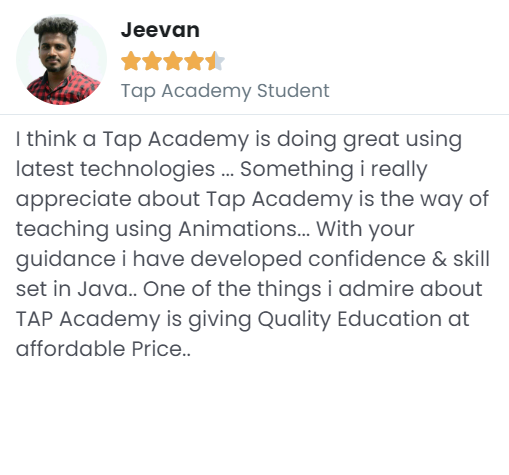 Jeevan
Tap Academy Student
I think a Tap Academy is doing great using
latest technologies ... Something i really
appreciate about Tap Academy is the way of
teaching using Animations... With your
guidance i have developed confidence & skill
set in Java.. One of the things i admire about
TAP Academy is giving Quality Education at
affordable Price..